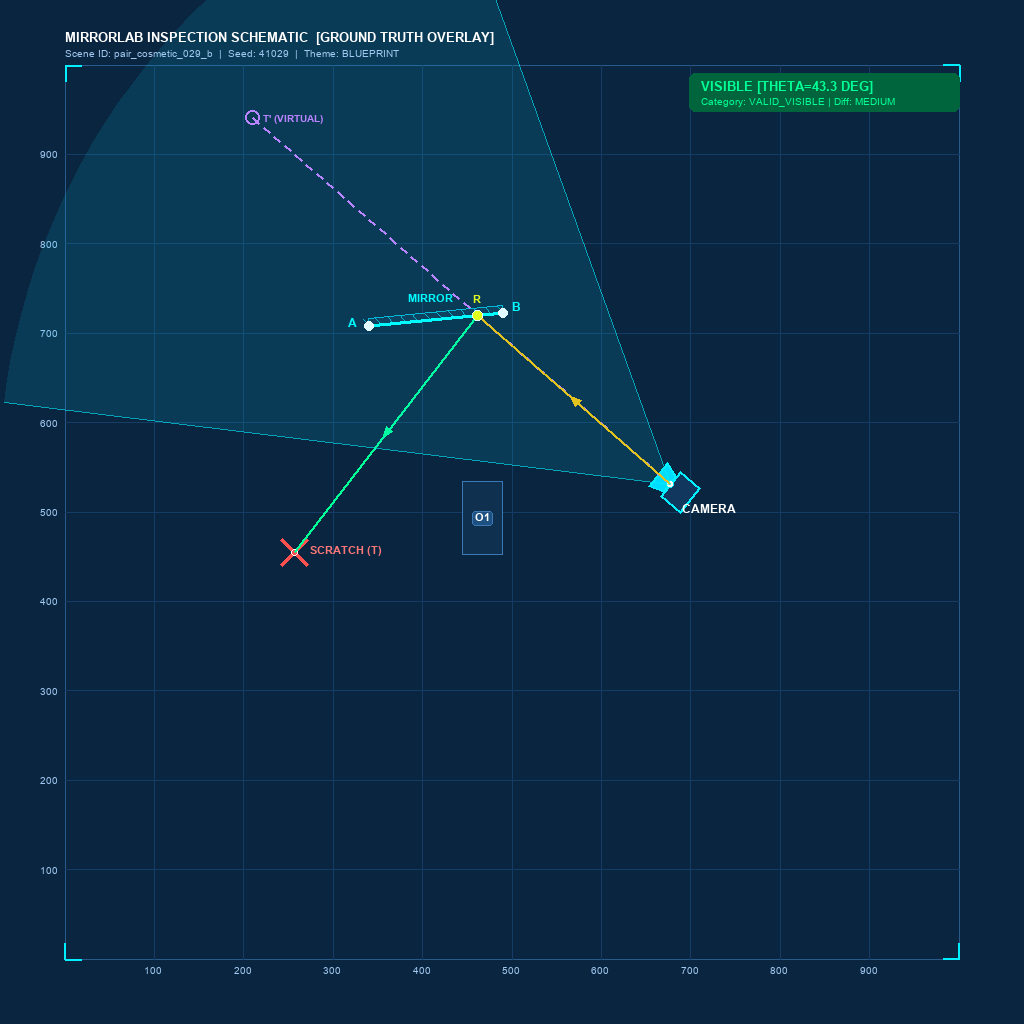 MIRRORLAB INSPECTION SCHEMATIC [GROUND TRUTH OVERLAY]
Scene ID: pair_cosmetic_029_b | Seed: 41029 | Theme: BLUEPRINT
VISIBLE [THETA=43.3 DEG]
Category: VALID_VISIBLE | Diff: MEDIUM
T' (VIRTUAL)
900
800
MIRROR
R
B
A
700
600
500
O1
CAMERA
SCRATCH (T)
400
300
200
100
100 200 300 400 500 600 700 800 900